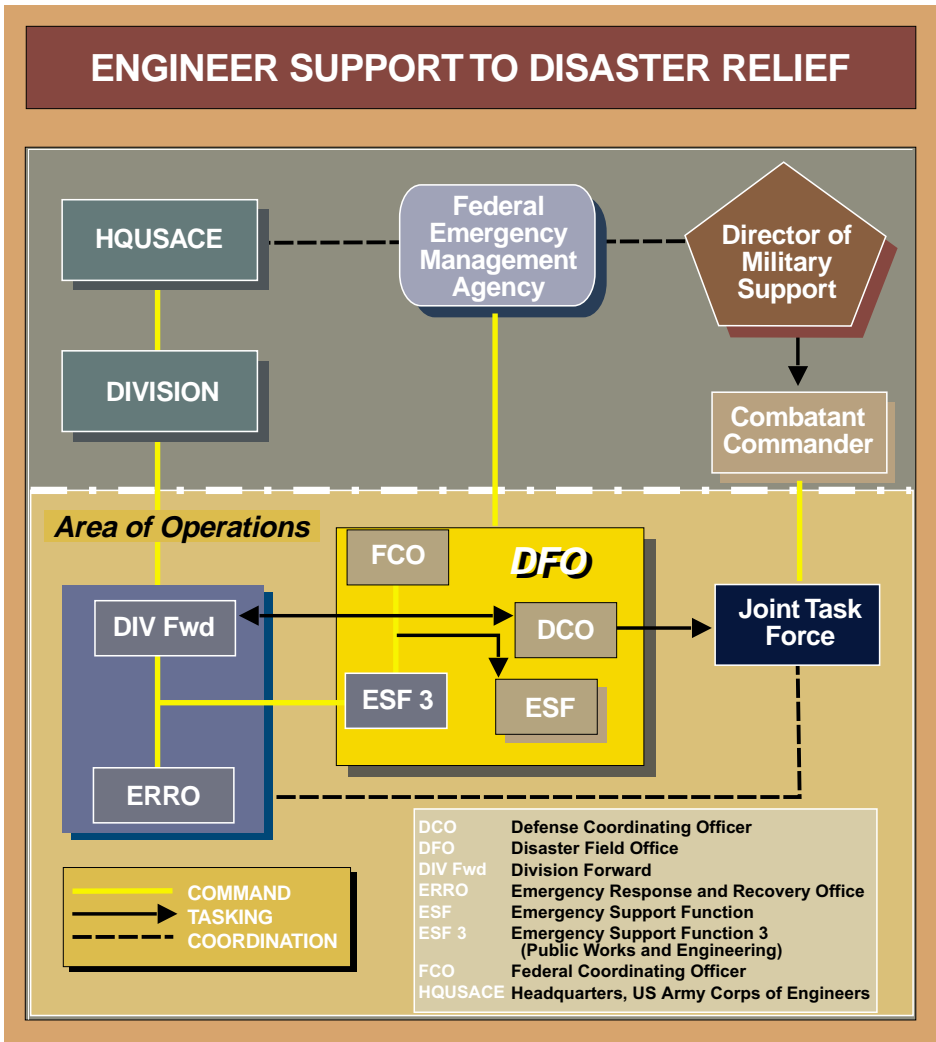 ENGINEER SUPPORT TO DISASTER RELIEF
HQUSACE
Federal
Emergency
Management
Agency
Director of
Military
Support
DIVISION
Combatant
Commander
Area of Operations
FCO
DFO
DIV Fwd
DCO
Joint Task
Force
ESF 3
ESF
ERRO
COMMAND
TASKING
COORDINATION
DCO Defense Coordinating Officer
DFO Disaster Field Office
DIV Fwd Division Forward
ERRO Emergency Response and Recovery Office
ESF Emergency Support Function
ESF 3 Emergency Support Function 3
(Public Works and Engineering)
FCO Federal Coordinating Officer
HQUSACE Headquarters, US Army Corps of Engineers